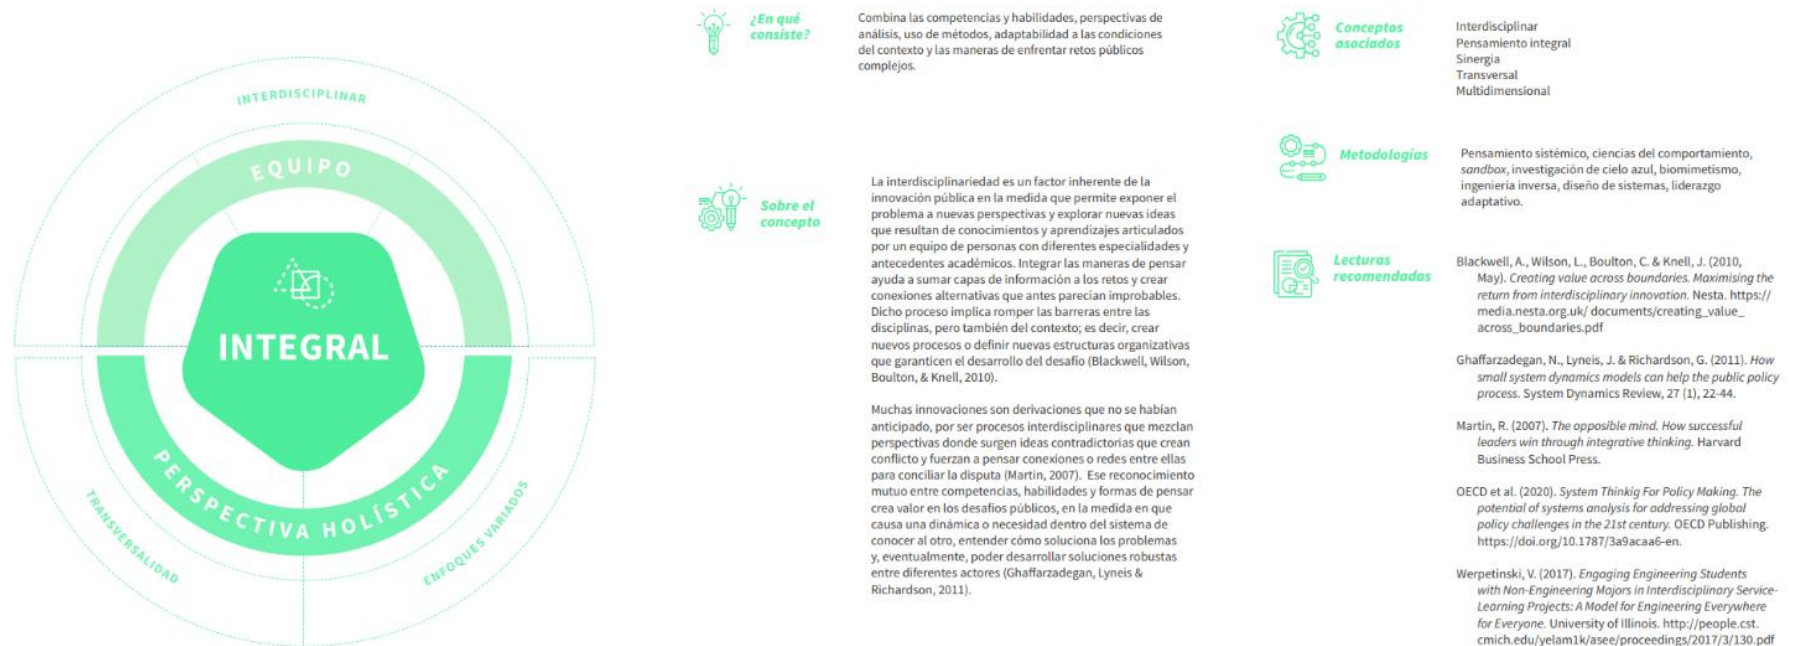 INTERDISCIPLINAR
EQUIPO
INTEGRAL
PERSPECTIVA HOLÍSTICA
TRANSVERSALIDAD
ENFOQUES VARIADOS
¿En qué
consiste?
Combina las competencias y habilidades, perspectivas de
análisis, uso de métodos, adaptabilidad a las condiciones
del contexto y las maneras de enfrentar retos públicos
complejos.
Sobre el
concepto
La interdisciplinariedad es un factor inherente de la
innovación pública en la medida que permite exponer el
problema a nuevas perspectivas y explorar nuevas ideas
que resultan de conocimientos y aprendizajes articulados
por un equipo de personas con diferentes especialidades y
antecedentes académicos. Integrar las maneras de pensar
ayuda a sumar capas de información a los retos y crear
conexiones alternativas que antes parecían improbables.
Dicho proceso implica romper las barreras entre las
disciplinas, pero también del contexto; es decir, crear
nuevos procesos o definir nuevas estructuras organizativas
que garanticen el desarrollo del desafío (Blackwell, Wilson,
Boulton, & Knell, 2010).
Muchas innovaciones son derivaciones que no se habían
anticipado, por ser procesos interdisciplinares que mezclan
perspectivas donde surgen ideas contradictorias que crean
conflicto y fuerzan a pensar conexiones o redes entre ellas
para conciliar la disputa (Martin, 2007). Ese reconocimiento
mutuo entre competencias, habilidades y formas de pensar
crea valor en los desafíos públicos, en la medida en que
causa una dinámica o necesidad dentro del sistema de
conocer al otro, entender cómo soluciona los problemas
y, eventualmente, poder desarrollar soluciones robustas
entre diferentes actores (Ghaffarzadegan, Lyneis &
Richardson, 2011).
Conceptos
asociados
Interdisciplinar
Pensamiento integral
Sinergia
Transversal
Multidimensional
Metodologías
Pensamiento sistémico, ciencias del comportamiento,
sandbox, investigación de cielo azul, biomimetismo,
ingeniería inversa, diseño de sistemas, liderazgo
adaptativo.
Lecturas
recomendadas
Blackwell, A., Wilson, L., Boulton, C. & Knell, J. (2010,
May). Creating value across boundaries. Maximising the
return from interdisciplinary innovation. Nesta. https://
media.nesta.org.uk/ documents/creating_value_
across_boundaries.pdf
Ghaffarzadegan, N., Lyneis, J. & Richardson, G. (2011). How
small system dynamics models can help the public policy
process. System Dynamics Review, 27 (1), 22-44.
Martin, R. (2007). The opposible mind. How successful
leaders win through integrative thinking. Harvard
Business School Press.
OECD et al. (2020). System Thinkig For Policy Making. The
potential of systems analysis for addressing global
policy challenges in the 21st century. OECD Publishing.
https://doi.org/10.1787/3a9acaa6-en.
Werpetinski, V. (2017). Engaging Engineering Students
with Non-Engineering Majors in Interdisciplinary Service-
Learning Projects: A Model for Engineering Everywhere
for Everyone. University of Illinois. http://people.cst.
cmich.edu/yelam1k/asee/proceedings/2017/3/130.pdf